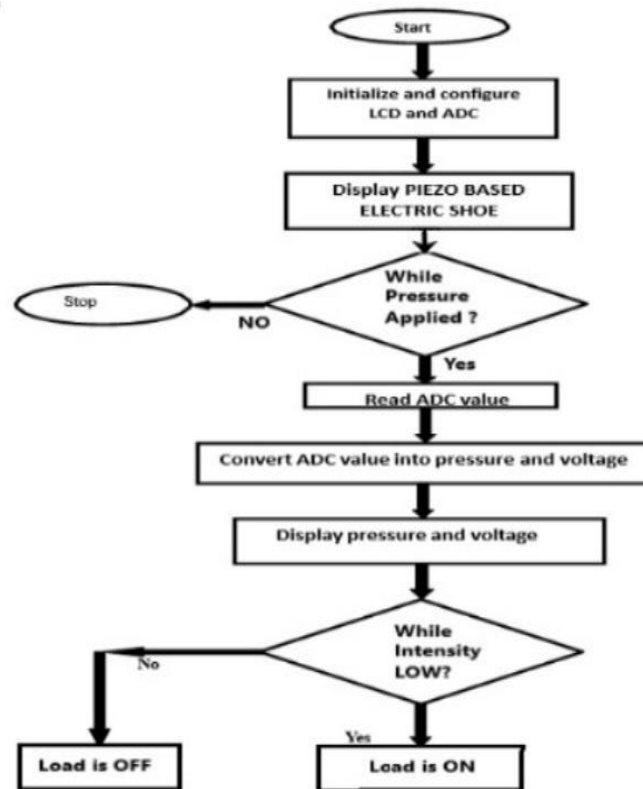 Start
Initialize and configure
LCD and ADC
Display PIEZO BASED
ELECTRIC SHOE
While
Pressure
Applied ?
Stop
NO
Yes
Read ADC value
Convert ADC value into pressure and voltage
Display pressure and voltage
While
Intensity
LOW?
No
Yes
Load is OFF
Load is ON